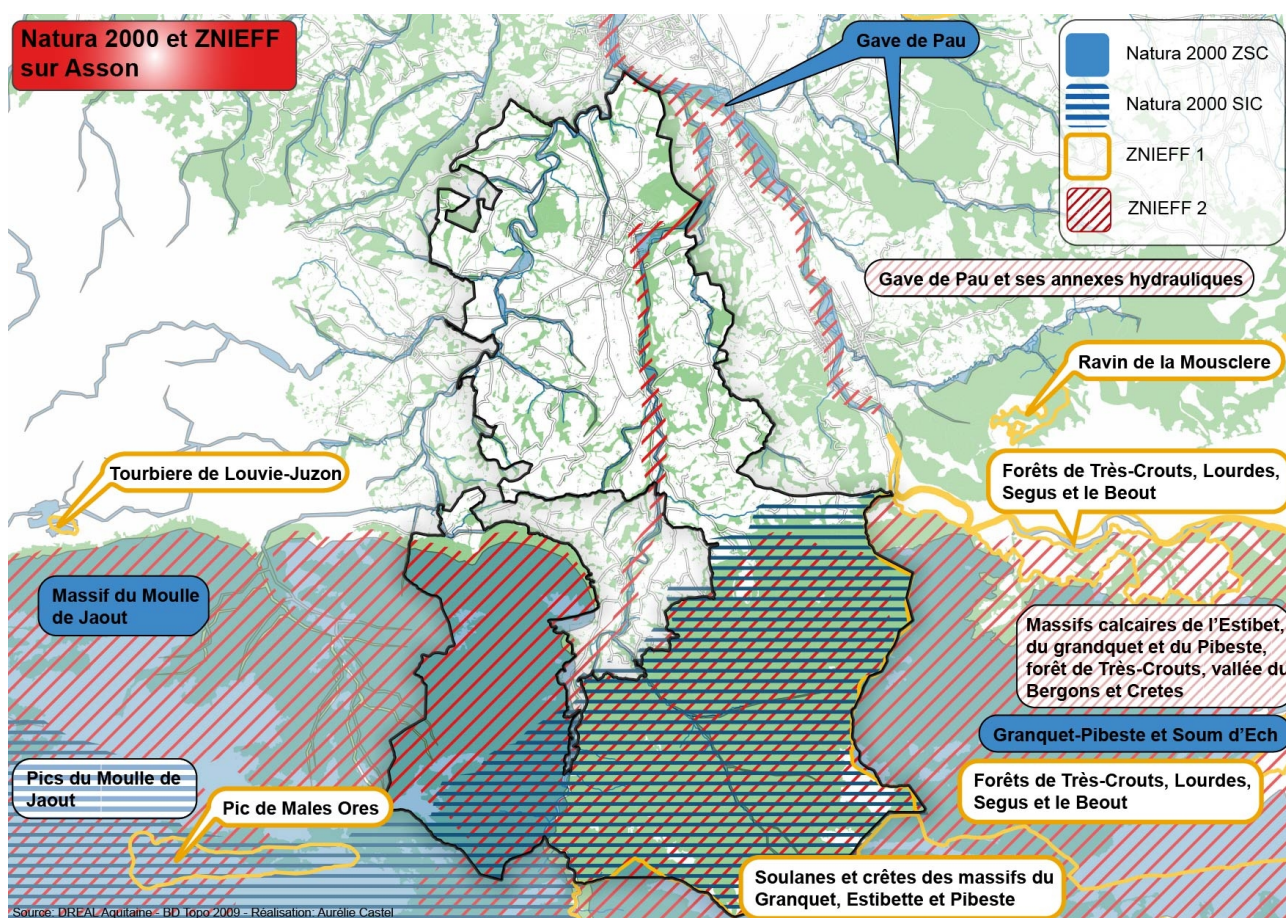 Natura 2000 et ZNIEFF
sur Asson
Gave de Pau
Natura 2000 ZSC
Natura 2000 SIC
ZNIEFF 1
ZNIEFF 2
Gave de Pau et ses annexes hydrauliques
Ravin de la Mousclere
Tourbiere de Louvie-Juzon
Forêts de Très-Crouts, Lourdes,
Segus et le Beout
Massif du Moulle
de Jaout
Massifs calcaires de l'Estibet,
du grandquet et du Pibeste,
forêt de Très-Crouts, vallée du
Bergons et Cretes
Granquet-Pibeste et Soum d'Ech
Pics du Moulle de
Jaout
Pic de Males Ores
Forêts de Très-Crouts, Lourdes,
Segus et le Beout
Soulanes et crêtes des massifs du
Granquet, Estibette et Pibeste
Source: DREAL Aquitaine - BD Topo 2009 - Réalisation: Aurélie Castel